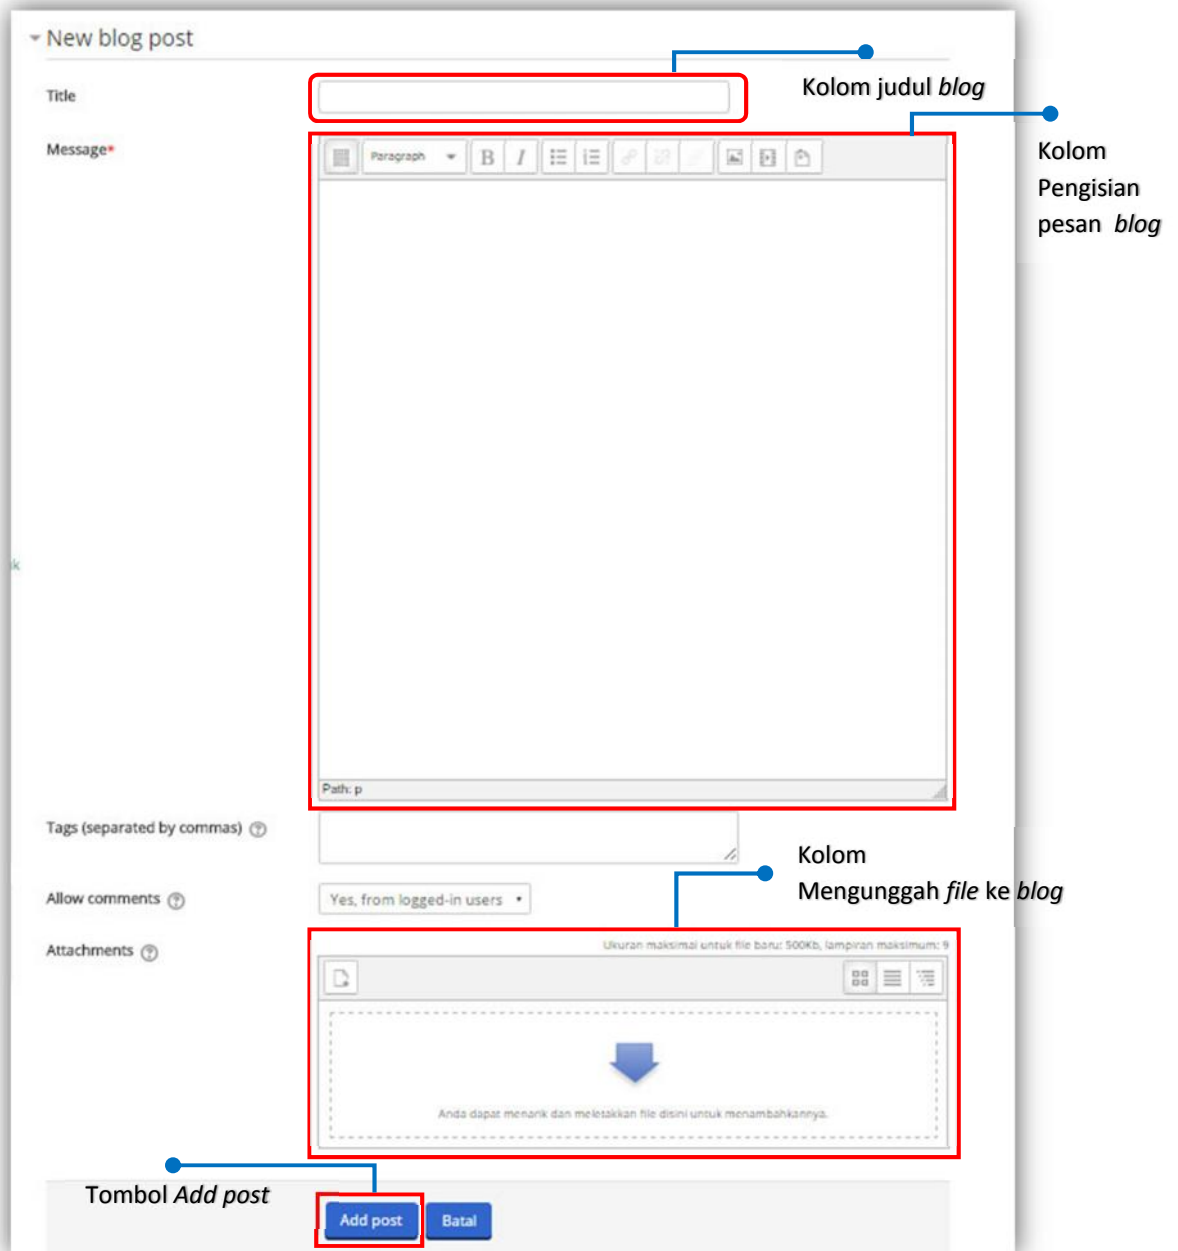 New blog post
Title
Kolom judul blog
Message*
Paragraph
B I
Kolom
Pengisian
pesan blog
Path: p
Tags (separated by commas)
Kolom
Mengunggah file ke blog
Allow comments
Yes, from logged-in users
Attachments
Ukuran maksimal untuk file baru: 500Kb, lampiran maksimum: 9
Anda dapat menarik dan meletakkan file disini untuk menambahkannya.
Tombol Add post
Add post
Batal